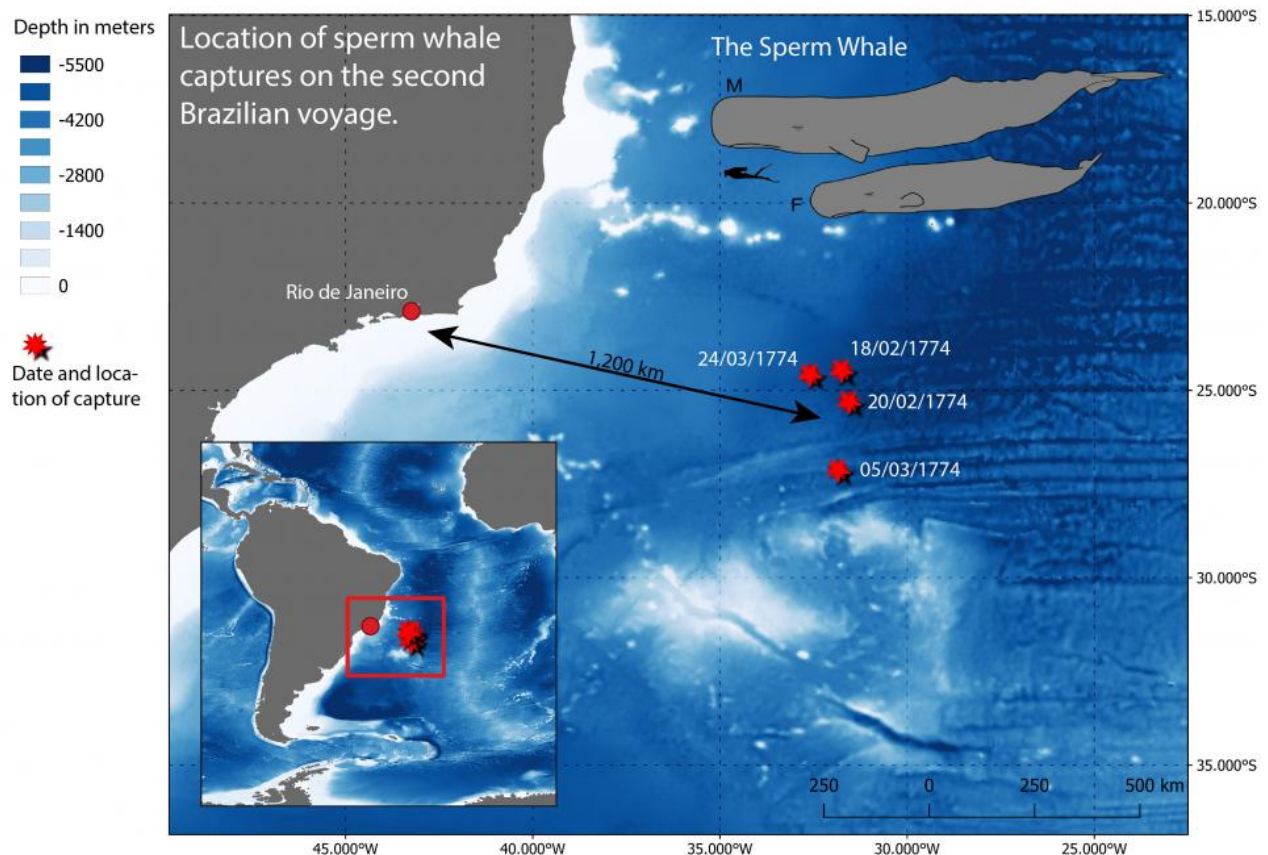 Depth in meters
-5500
-4200
-2800
-1400
0
Date and loca-
tion of capture
Location of sperm whale
captures on the second
Brazilian voyage.
The Sperm Whale
M
F
Rio de Janeiro
1,200 km
24/03/1774
18/02/1774
20/02/1774
05/03/1774
15.000°S
20.000°S
25.000°S
30.000°S
35.000°S
250
0
250
500 km
45.000°W
40.000°W
35.000°W
30.000°W
25.000°W